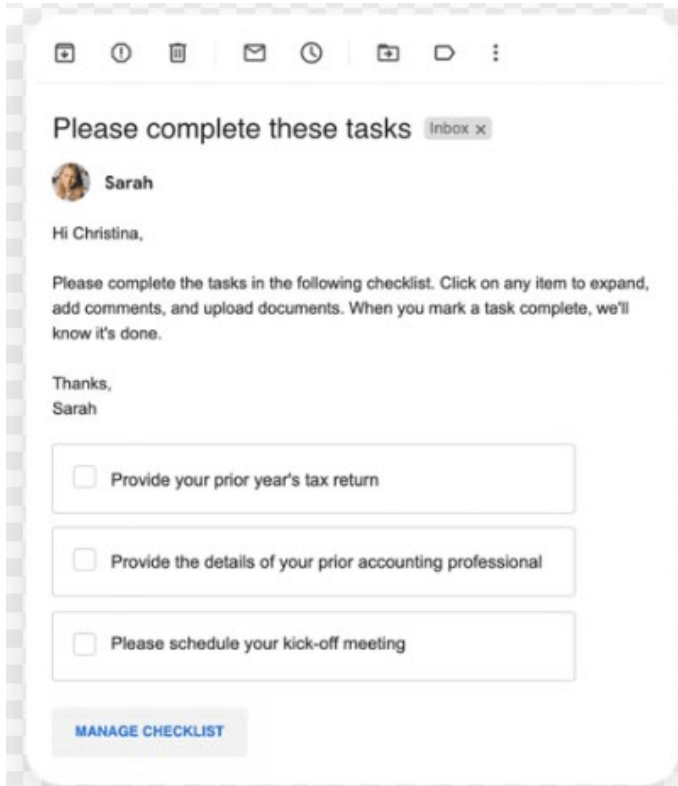 Please complete these tasks Inbox x
Sarah
Hi Christina,
Please complete the tasks in the following checklist. Click on any item to expand,
add comments, and upload documents. When you mark a task complete, we'll
know it's done.
Thanks,
Sarah
Provide your prior year's tax return
Provide the details of your prior accounting professional
Please schedule your kick-off meeting
MANAGE CHECKLIST